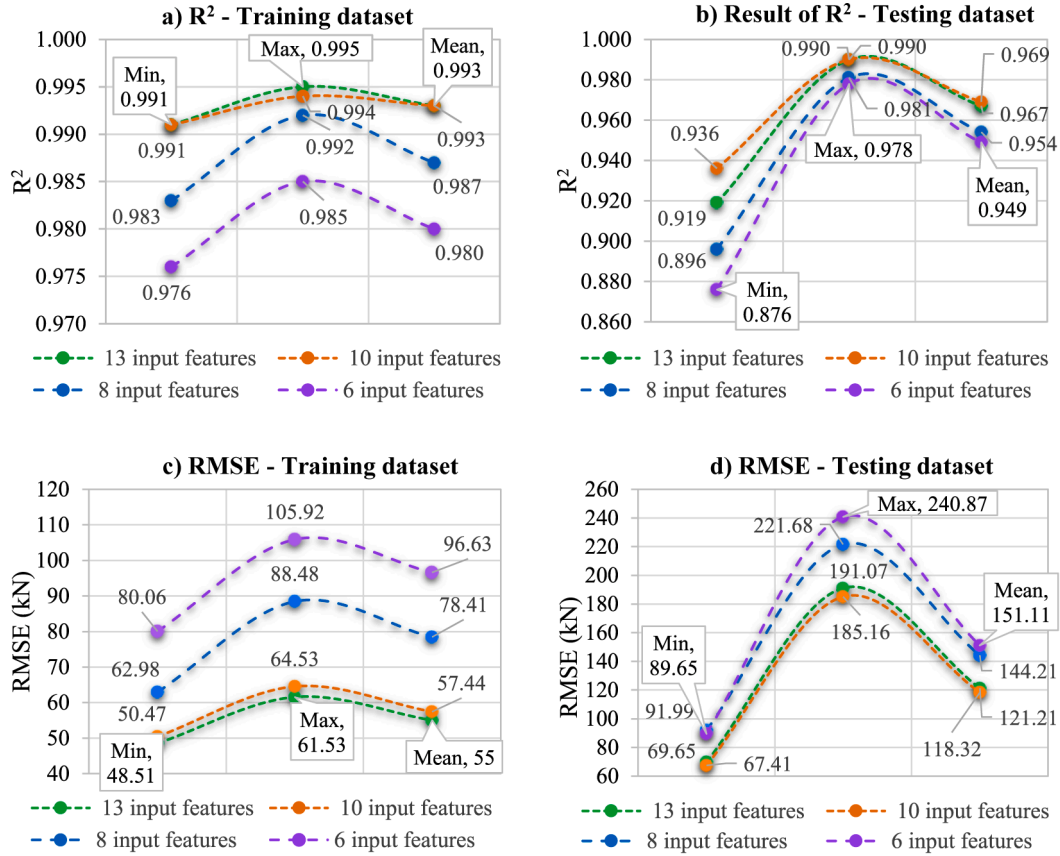 a) R² - Training dataset
R²
1.000
0.995
0.990
0.985
0.980
0.975
0.970
Min,
0.991
Max, 0.995
Mean,
0.993
0.991
0.994
0.993
0.992
0.987
0.983
0.985
0.980
0.976
13 input features
10 input features
8 input features
6 input features
b) Result of R² - Testing dataset
R²
1.000
0.980
0.960
0.940
0.920
0.900
0.880
0.860
0.990
0.990
0.969
0.936
0.981
0.967
Max, 0.978
0.954
0.919
Mean,
0.949
0.896
Min,
0.876
13 input features
10 input features
8 input features
6 input features
c) RMSE - Training dataset
RMSE (kN)
120
110
100
90
80
70
60
50
40
105.92
96.63
80.06
88.48
78.41
62.98
64.53
57.44
50.47
Min,
48.51
Max,
61.53
Mean, 55
13 input features
10 input features
8 input features
6 input features
d) RMSE - Testing dataset
RMSE (kN)
260
240
220
200
180
160
140
120
100
80
60
Max, 240.87
221.68
191.07
185.16
Mean,
151.11
Min,
89.65
144.21
91.99
121.21
118.32
69.65
67.41
13 input features
10 input features
8 input features
6 input features